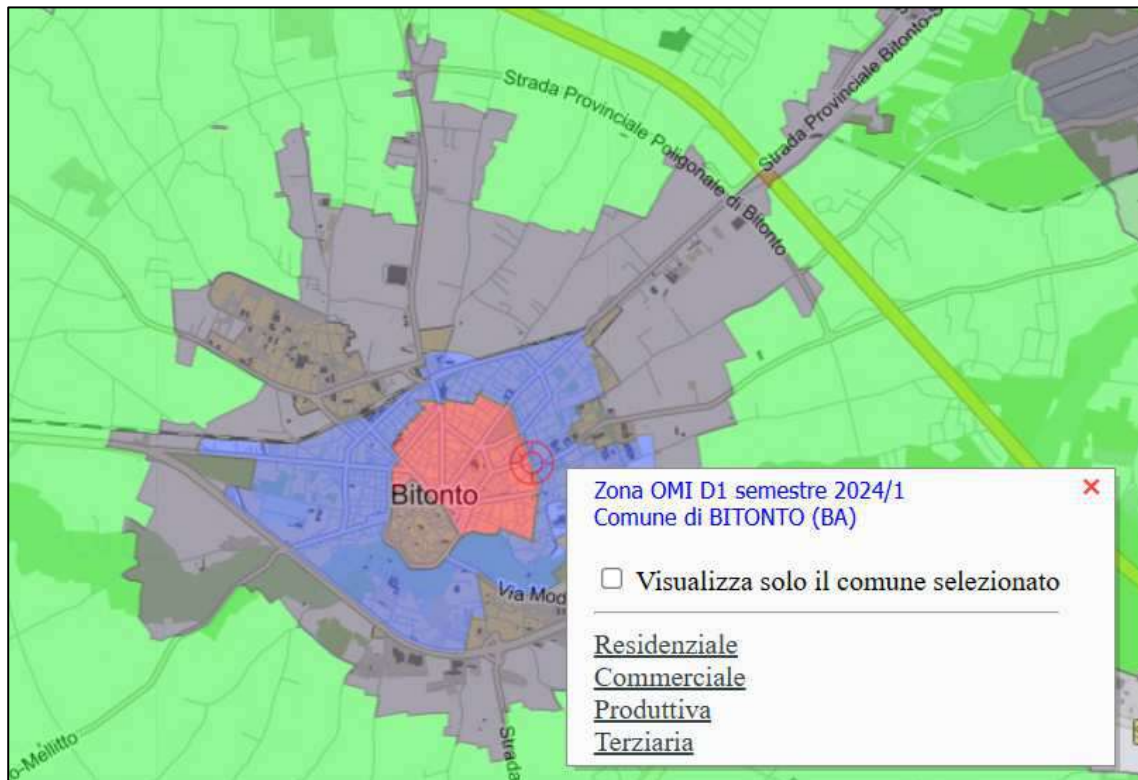 Strada Provinciale Poligonale di Bitonto
Strada Provinciale Bitonto-S
Bitonto
Via Mod
Zona OMI D1 semestre 2024/1
Comune di BITONTO (BA)
Visualizza solo il comune selezionato
Residenziale
Commerciale
Produttiva
Terziaria
o-Mellitto
Strada